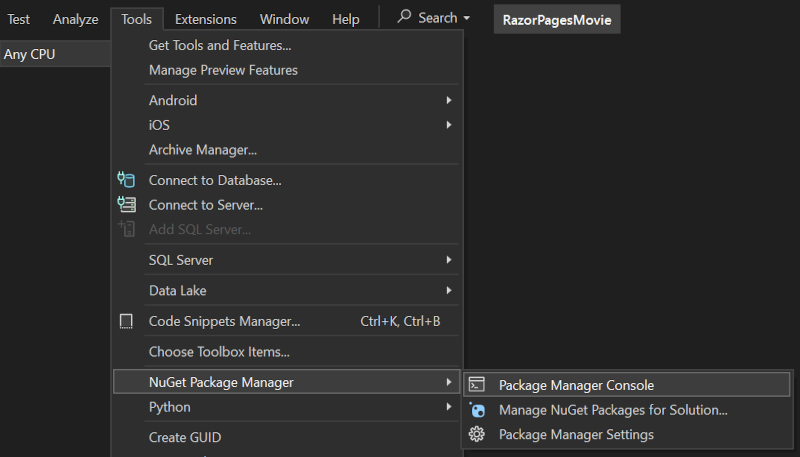 Test Analyze Tools Extensions Window Help Search RazorPagesMovie
Any CPU
Get Tools and Features...
Manage Preview Features
Android
iOS
Archive Manager...
Connect to Database...
Connect to Server...
Add SQL Server...
SQL Server
Data Lake
Code Snippets Manager... Ctrl+K, Ctrl+B
Choose Toolbox Items...
NuGet Package Manager
Python
Create GUID
Package Manager Console
Manage NuGet Packages for Solution...
Package Manager Settings